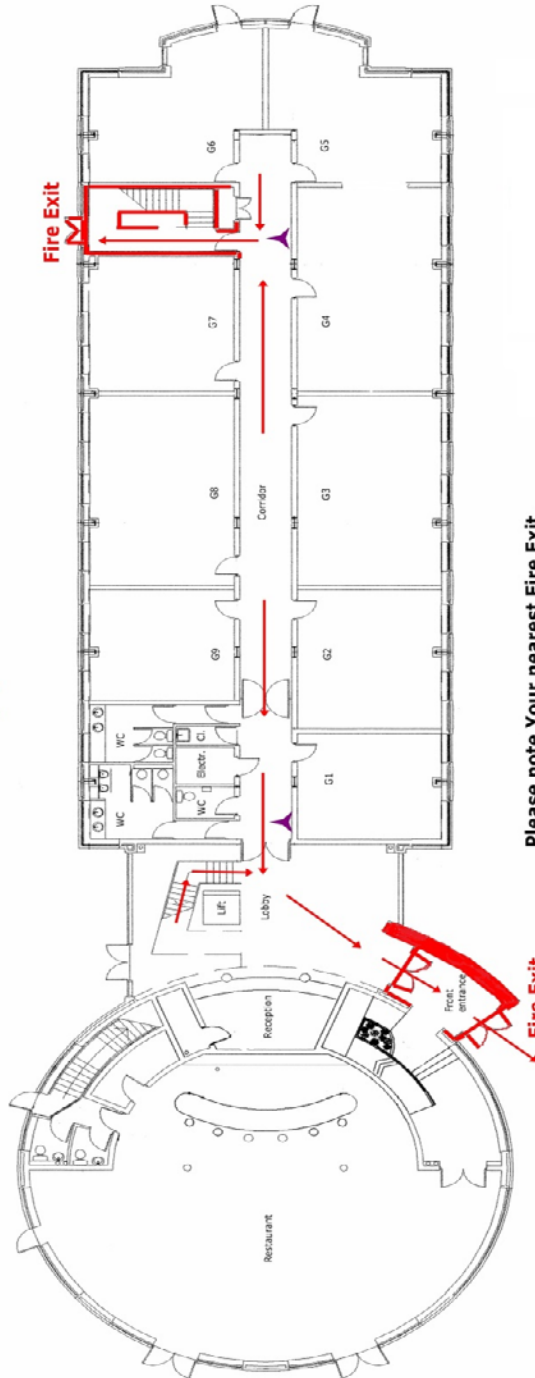 Fire Exit
G6
G5
G7
G4
G8
Corridor
G3
G9
G2
WC
Cl.
Electr.
WC
WC
G1
Lift
Lobby
Reception
Front
entrance
Fire Exit
Restaurant
Please note Your nearest Fire Exit